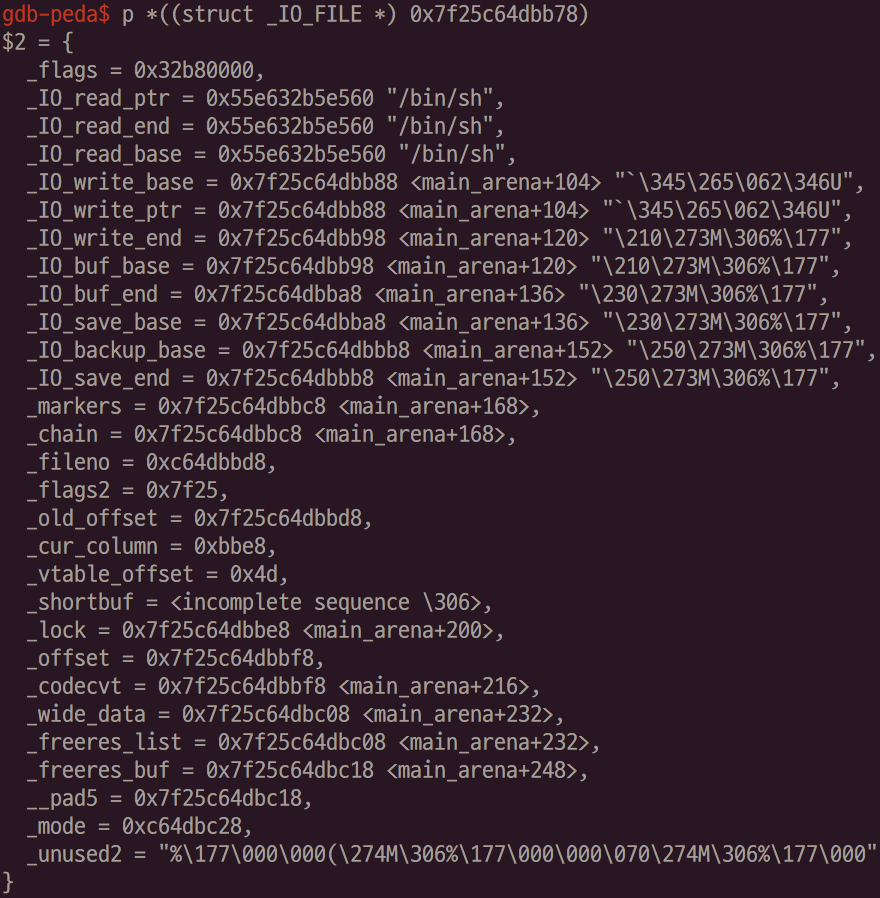 gdb-peda$ p *((struct _IO_FILE *) 0x7f25c64dbb78)
$2 = {
  _flags = 0x32b80000,
  _IO_read_ptr = 0x55e632b5e560 "/bin/sh",
  _IO_read_end = 0x55e632b5e560 "/bin/sh",
  _IO_read_base = 0x55e632b5e560 "/bin/sh",
  _IO_write_base = 0x7f25c64dbb88 <main_arena+104> "`\345\265\062\346U",
  _IO_write_ptr = 0x7f25c64dbb88 <main_arena+104> "`\345\265\062\346U",
  _IO_write_end = 0x7f25c64dbb98 <main_arena+120> "\210\273M\306%\177",
  _IO_buf_base = 0x7f25c64dbb98 <main_arena+120> "\210\273M\306%\177",
  _IO_buf_end = 0x7f25c64dbba8 <main_arena+136> "\230\273M\306%\177",
  _IO_save_base = 0x7f25c64dbba8 <main_arena+136> "\230\273M\306%\177",
  _IO_backup_base = 0x7f25c64dbbb8 <main_arena+152> "\250\273M\306%\177",
  _IO_save_end = 0x7f25c64dbbb8 <main_arena+152> "\250\273M\306%\177",
  _markers = 0x7f25c64dbbc8 <main_arena+168>,
  _chain = 0x7f25c64dbbc8 <main_arena+168>,
  _fileno = 0xc64dbbd8,
  _flags2 = 0x7f25,
  _old_offset = 0x7f25c64dbbd8,
  _cur_column = 0xbbe8,
  _vtable_offset = 0x4d,
  _shortbuf = <incomplete sequence \306>,
  _lock = 0x7f25c64dbbe8 <main_arena+200>,
  _offset = 0x7f25c64dbbf8,
  _codecvt = 0x7f25c64dbbf8 <main_arena+216>,
  _wide_data = 0x7f25c64dbc08 <main_arena+232>,
  _freeres_list = 0x7f25c64dbc08 <main_arena+232>,
  _freeres_buf = 0x7f25c64dbc18 <main_arena+248>,
  __pad5 = 0x7f25c64dbc18,
  _mode = 0xc64dbc28,
  _unused2 = "%\177\000\000(\274M\306%\177\000\000\070\274M\306%\177\000"
}